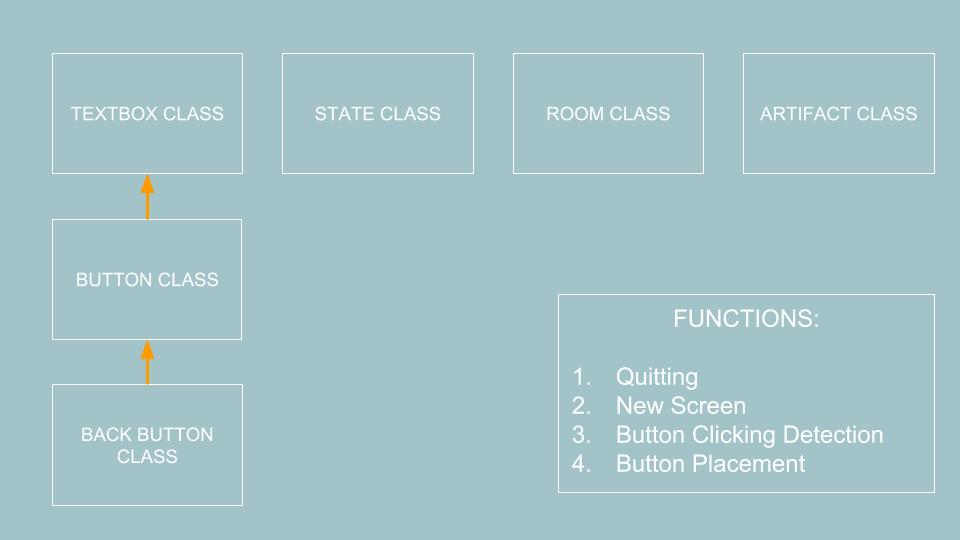 TEXTBOX CLASS
STATE CLASS
ROOM CLASS
ARTIFACT CLASS
BUTTON CLASS
BACK BUTTON
CLASS
FUNCTIONS:
1. Quitting
2. New Screen
3. Button Clicking Detection
4. Button Placement